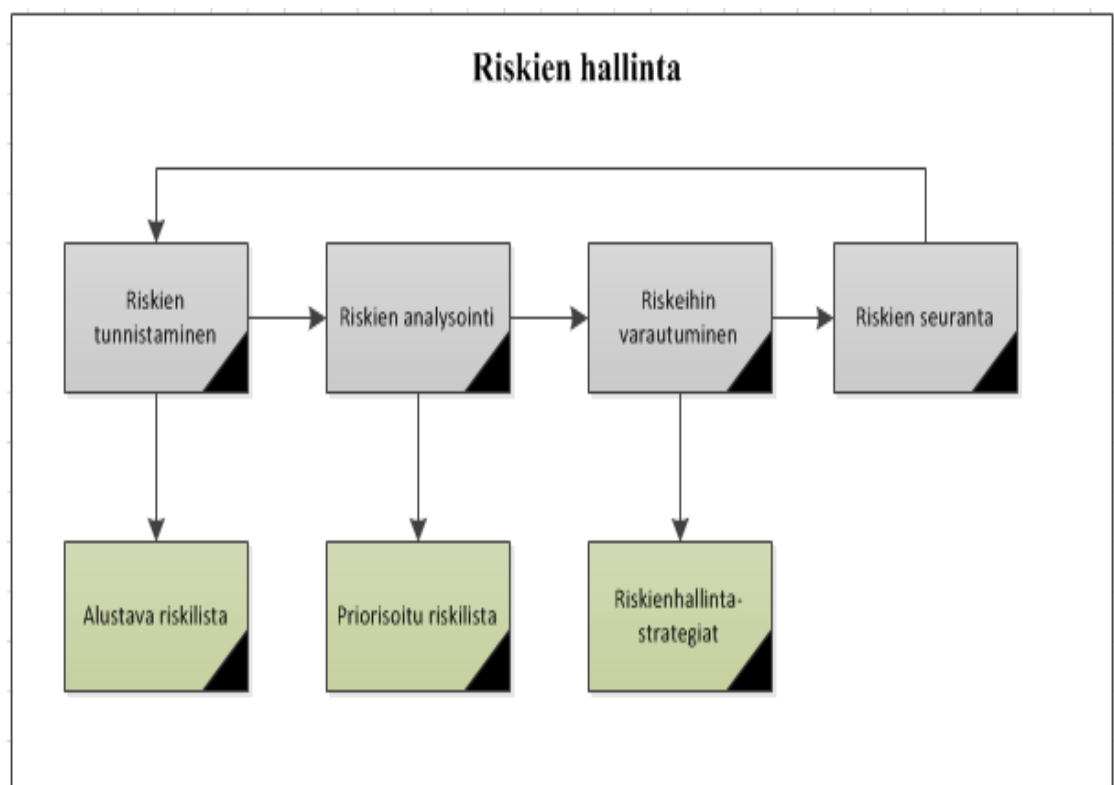 Riskien hallinta
Riskien
tunnistaminen
Riskien analysointi
Riskeihin
varautuminen
Riskien seuranta
Alustava riskilista
Priorisoitu riskilista
Riskienhallinta-
strategiat